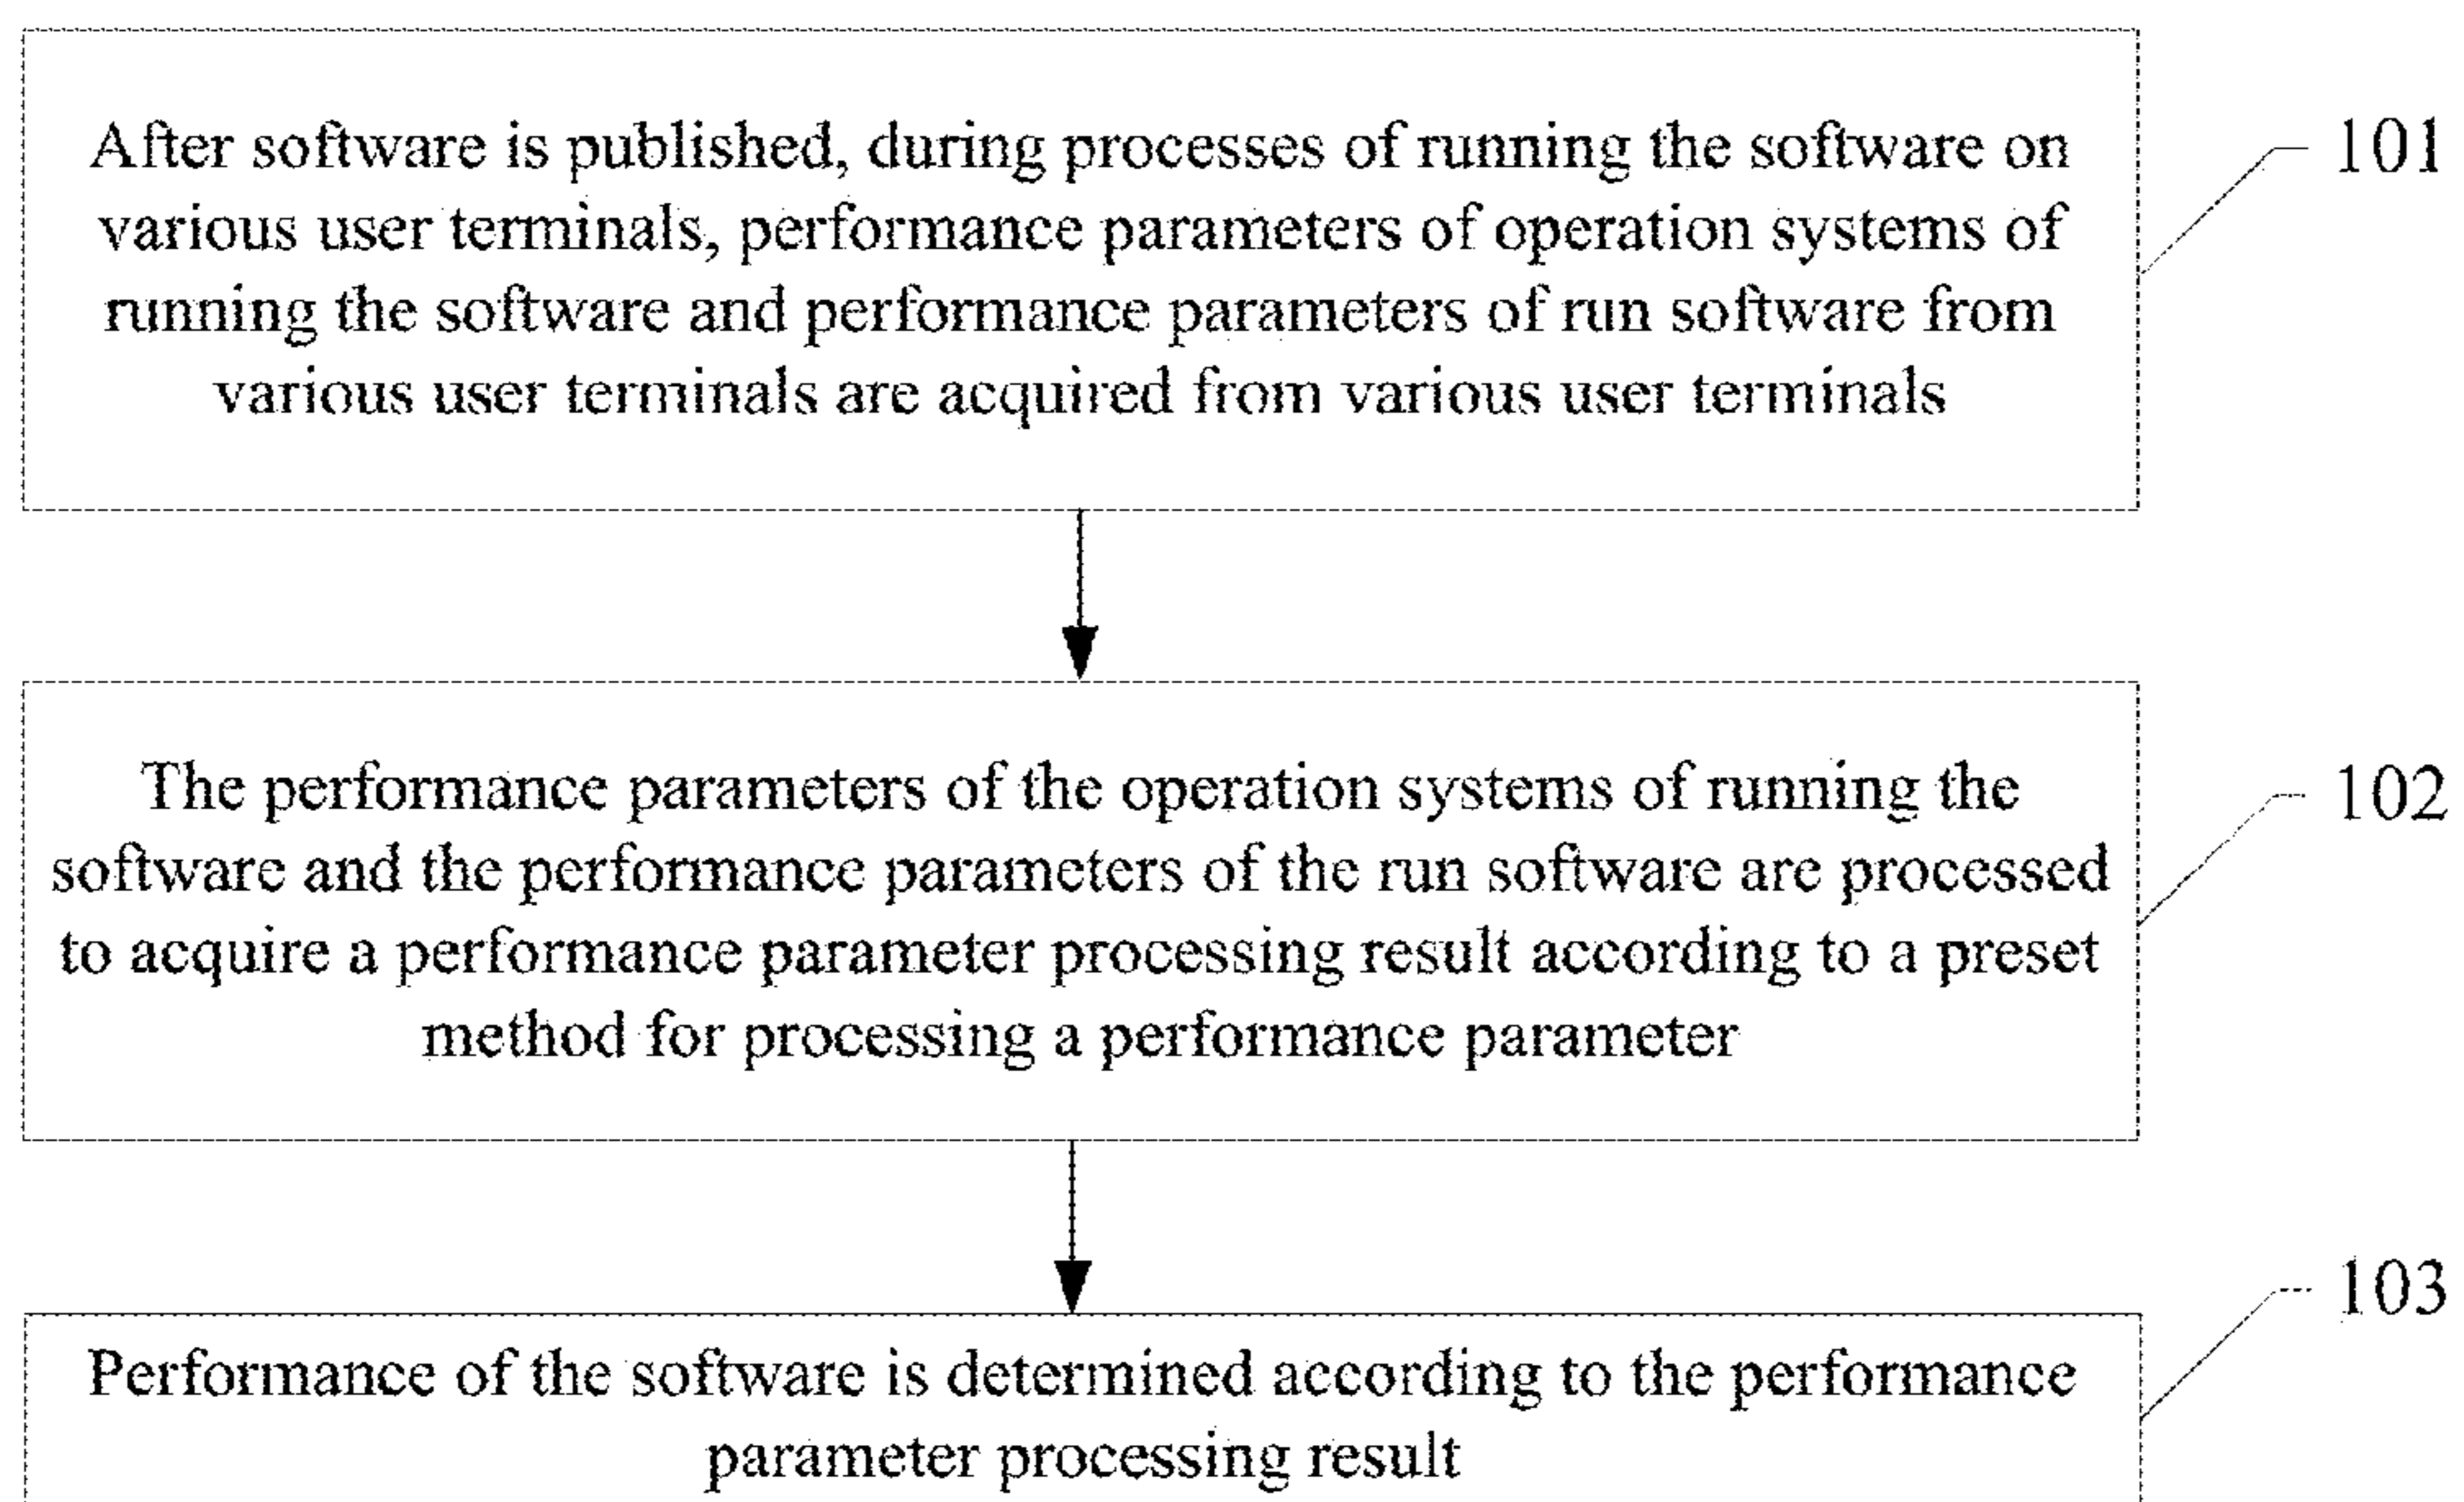 After software is published, during processes of running the software on
various user terminals, performance parameters of operation systems of
running the software and performance parameters of run software from
various user terminals are acquired from various user terminals
101
The performance parameters of the operation systems of running the
software and the performance parameters of the run software are processed
to acquire a performance parameter processing result according to a preset
method for processing a performance parameter
102
Performance of the software is determined according to the performance
parameter processing result
103